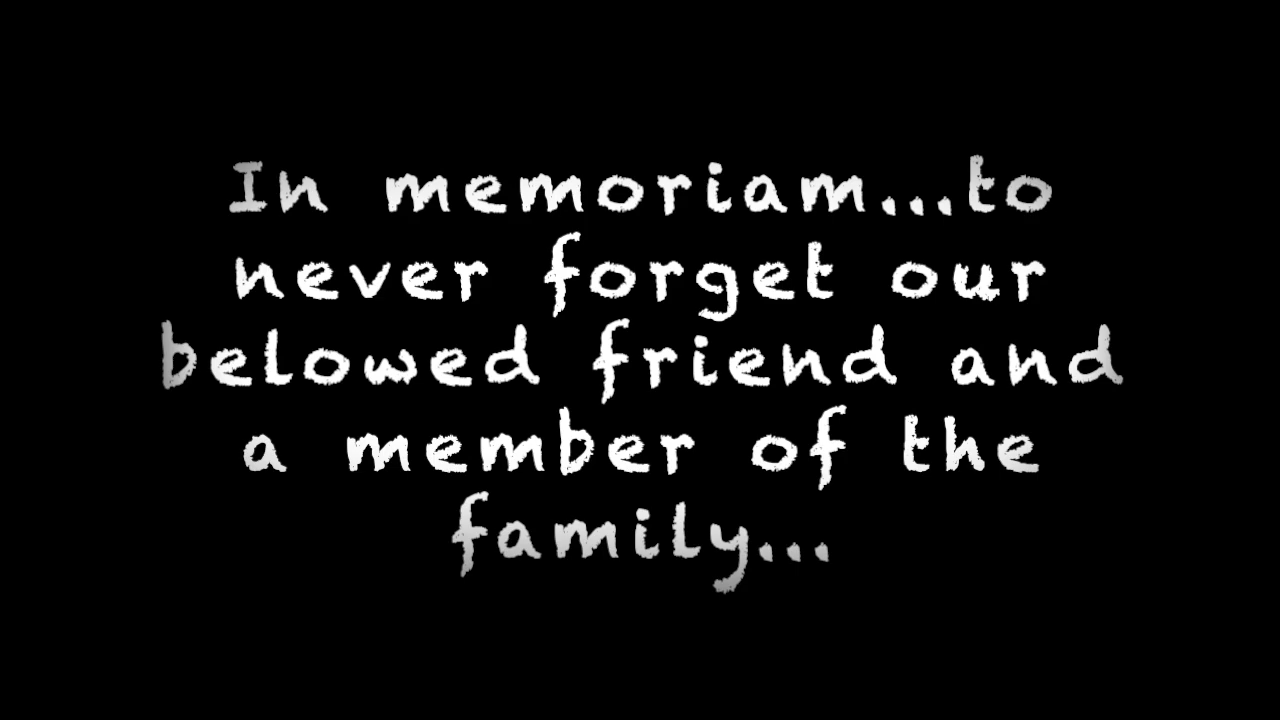 In memoriam...to
never forget our
belowed friend and
a member of the
family...